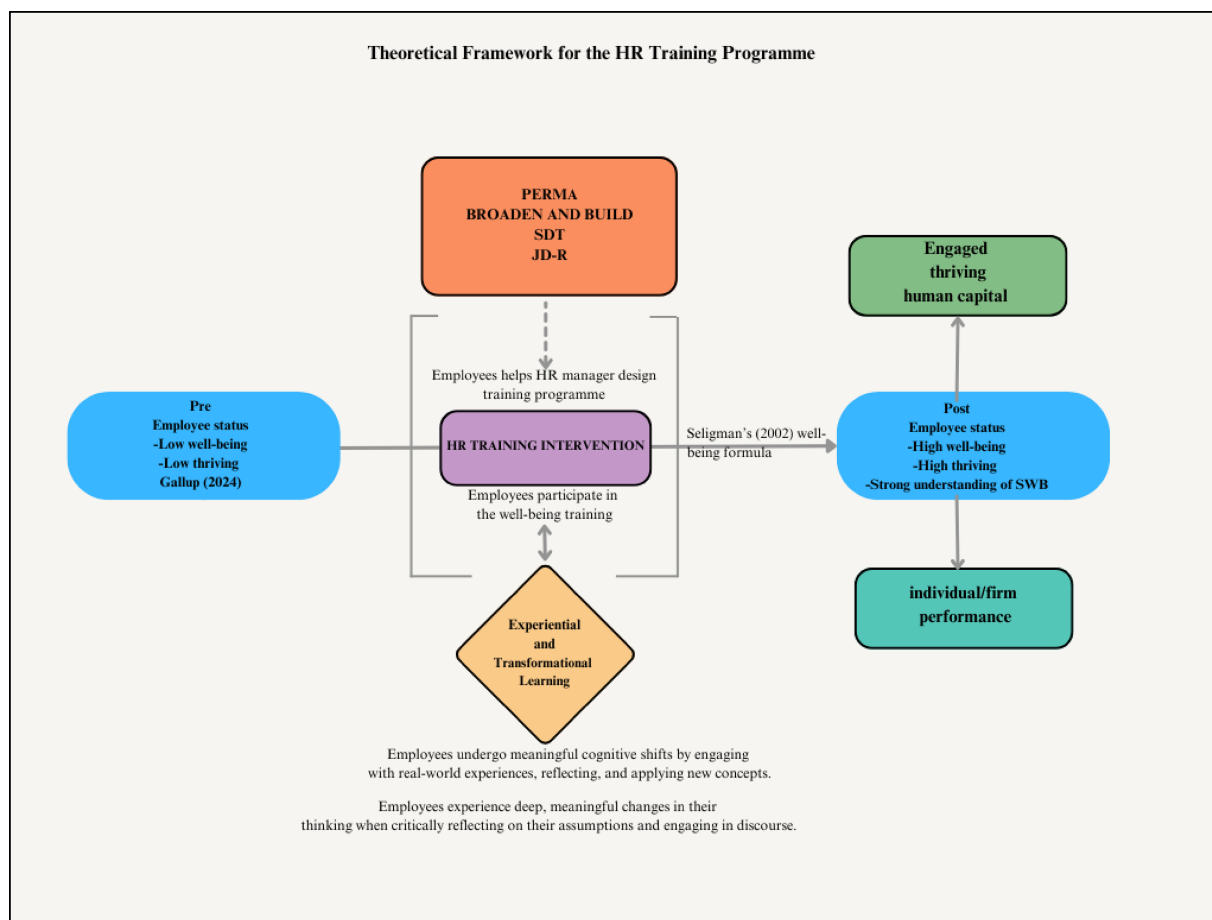 Theoretical Framework for the HR Training Programme
PERMA
BROADEN AND BUILD
SDT
JD-R
Engaged
thriving
human capital
Employees helps HR manager design
training programme
Pre
Employee status
-Low well-being
-Low thriving
Gallup (2024)
HR TRAINING INTERVENTION
Seligman's (2002) well-
being formula
Post
Employee status
-High well-being
-High thriving
-Strong understanding of SWB
Employees participate in
the well-being training
individual/firm
performance
Experiential
and
Transformational
Learning
Employees undergo meaningful cognitive shifts by engaging
with real-world experiences, reflecting, and applying new concepts.
Employees experience deep, meaningful changes in their
thinking when critically reflecting on their assumptions and engaging in discourse.